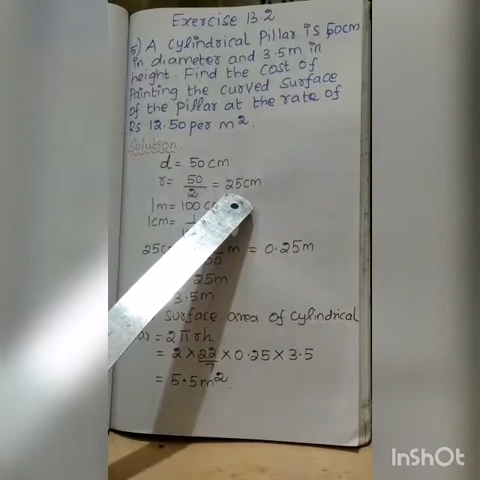 Exercise 13.2
5) A cylindrical Pillar is 50cm
in diameter and 3.5m in
height. Find the cost of
Painting the curved surface
of the pillar at the rate of
Rs 12.50 per m².
Solution
d = 50cm
r = 50/2 = 25cm
1m = 100
1cm =
25 m = 0.25m
25m
3.5m
surface area of cylindrical
= 2πrh
= 2 × 22/7 × 0.25 × 3.5
= 5.5m².
InShOt